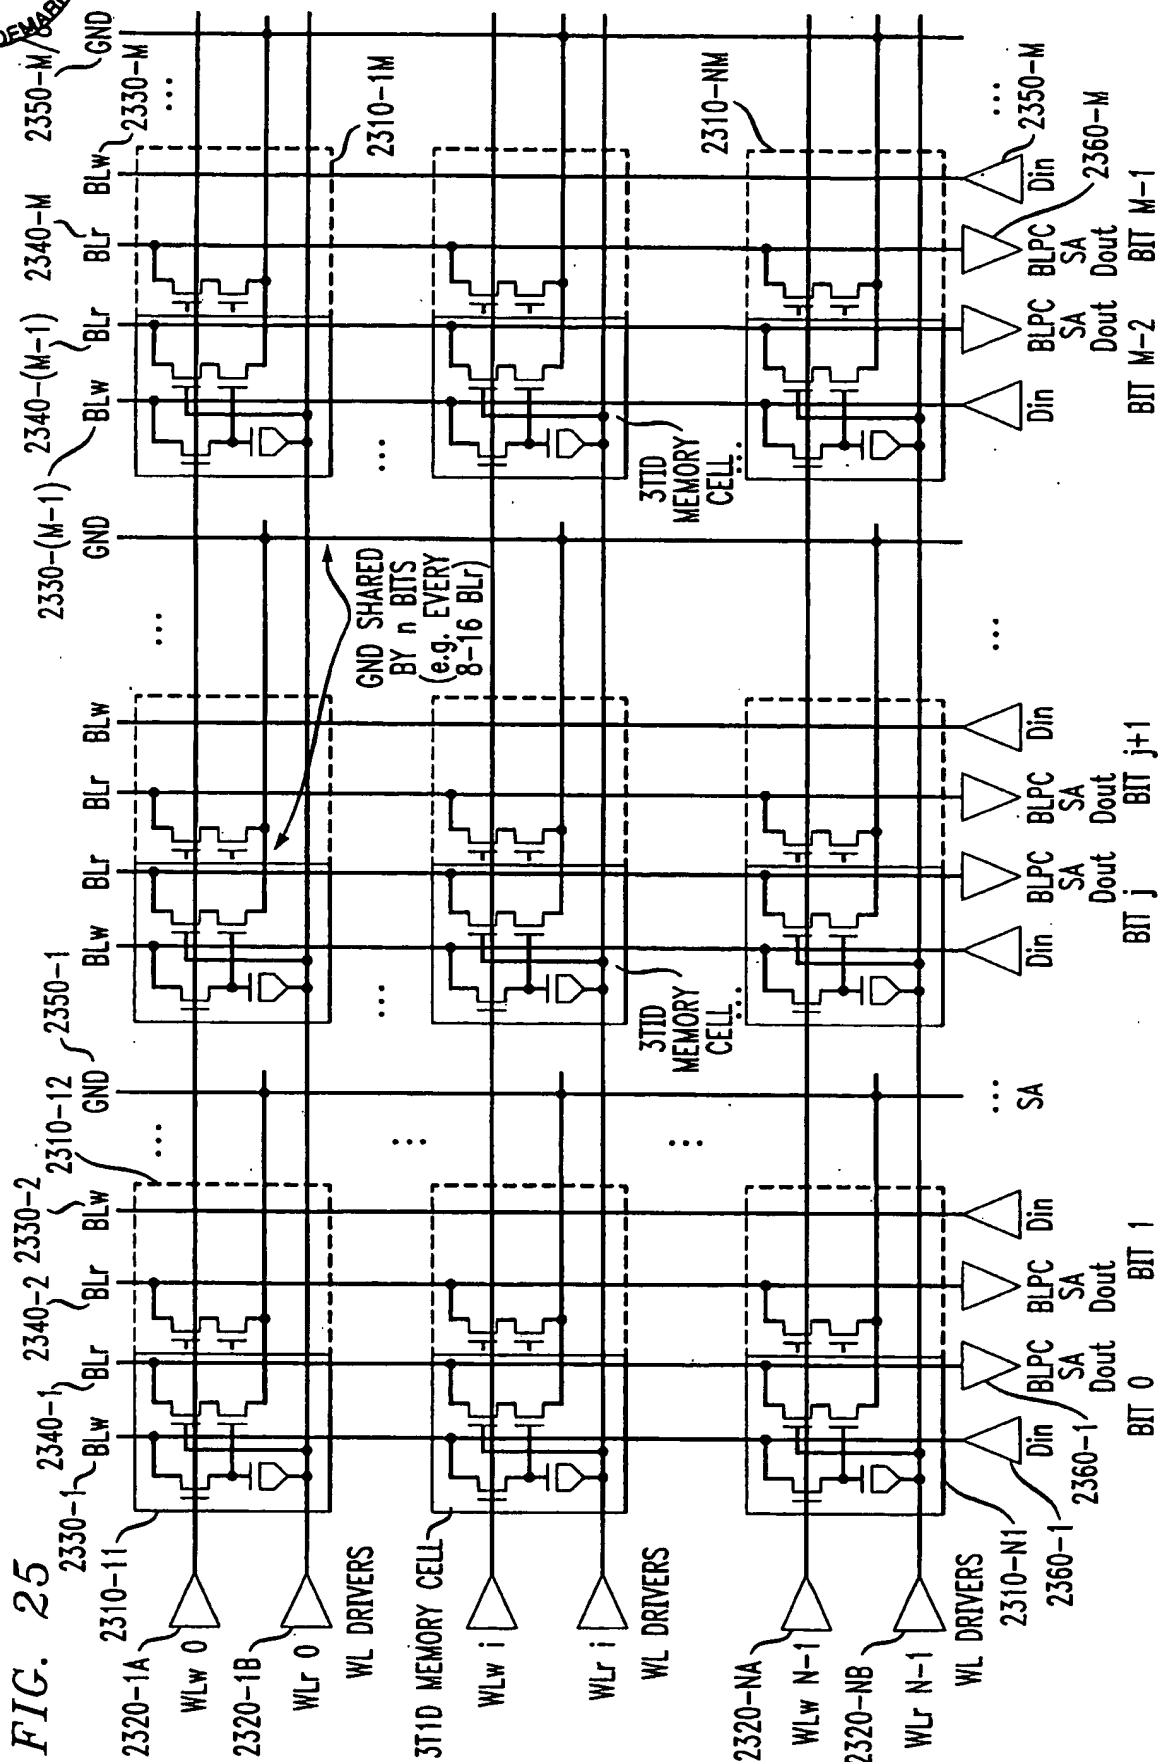 FIG. 25
DEMARK
2330-1
BLw
2340-1
BLr
2340-2
BLr
2330-2
BLw
2310-12
GND
2350-1
BLw
BLr
BLr
BLw
GND
2330-(M-1)
BLw
2340-(M-1)
BLr
2340-M
BLr
BLw
2330-M
2350-M/8
GND
...
...
...
2310-11
2320-1A
WLw 0
2320-1B
WLr 0
WL DRIVERS
2310-1M
GND SHARED
BY n BITS
(e.g. EVERY
8-16 BLr)
...
...
...
3T1D MEMORY CELL
WLw i
WLr i
WL DRIVERS
3T1D
MEMORY
CELL
3T1D
MEMORY
CELL
...
...
...
2310-NM
2320-NA
WLw N-1
2320-NB
WLr N-1
WL DRIVERS
2310-N1
2360-1
2360-1
Din
BLPC
SA
Dout
BIT 0
BLPC
SA
Dout
Din
BIT 1
...
SA
Din
BLPC
SA
Dout
BIT j
BLPC
SA
Dout
Din
BIT j+1
...
Din
BLPC
SA
Dout
BIT M-2
BLPC
SA
Dout
Din
BIT M-1
...
2350-M
2360-M